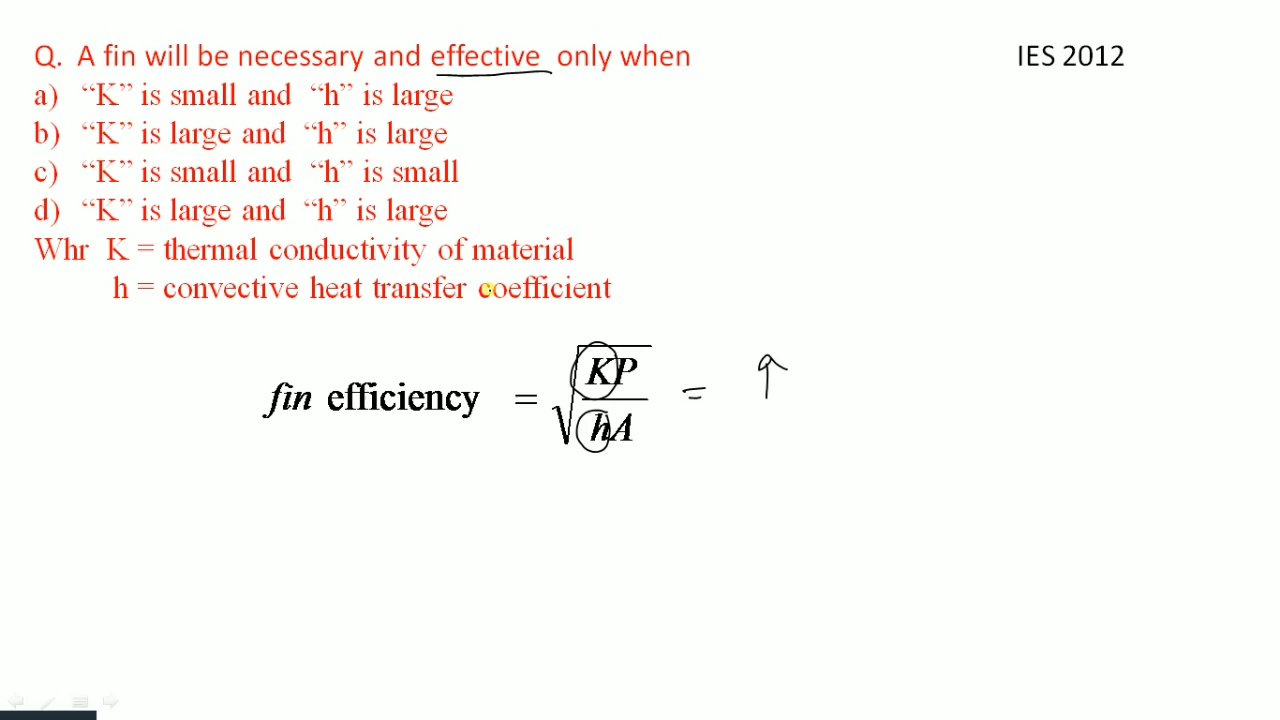 Q. A fin will be necessary and effective only when IES 2012
a) “K” is small and “h” is large
b) “K” is large and “h” is large
c) “K” is small and “h” is small
d) “K” is large and “h” is large
Whr K = thermal conductivity of material
h = convective heat transfer coefficient
fin efficiency = √(KP/hA) = ↑